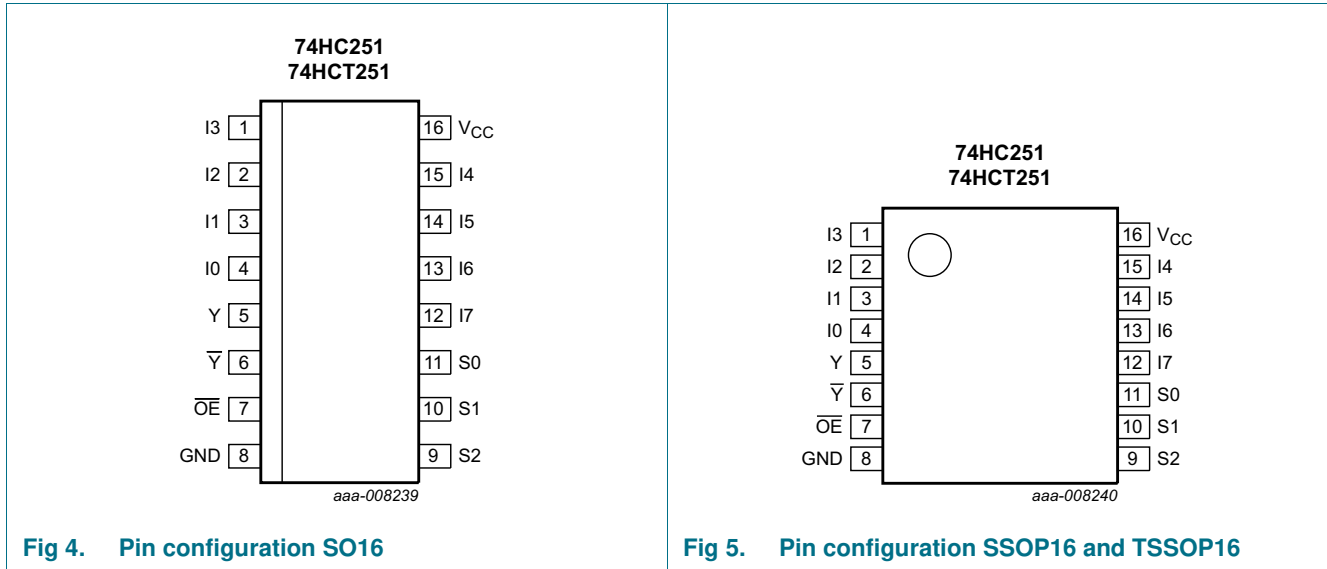 74HC251
74HCT251
I3 1 16 VCC
I2 2 15 I4
I1 3 14 I5
I0 4 13 I6
Y 5 12 I7
Y̅ 6 11 S0
O̅E̅ 7 10 S1
GND 8 9 S2
aaa-008239
Fig 4. Pin configuration SO16
74HC251
74HCT251
I3 1 16 VCC
I2 2 15 I4
I1 3 14 I5
I0 4 13 I6
Y 5 12 I7
Y̅ 6 11 S0
O̅E̅ 7 10 S1
GND 8 9 S2
aaa-008240
Fig 5. Pin configuration SSOP16 and TSSOP16